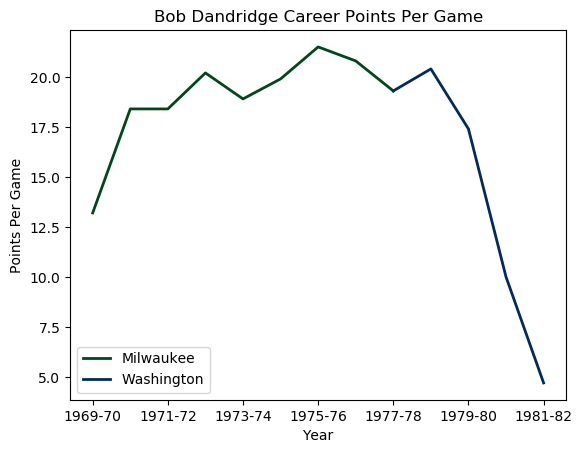 Bob Dandridge Career Points Per Game
Points Per Game
20.0
17.5
15.0
12.5
10.0
7.5
5.0
Milwaukee
Washington
1969-70 1971-72 1973-74 1975-76 1977-78 1979-80 1981-82
Year